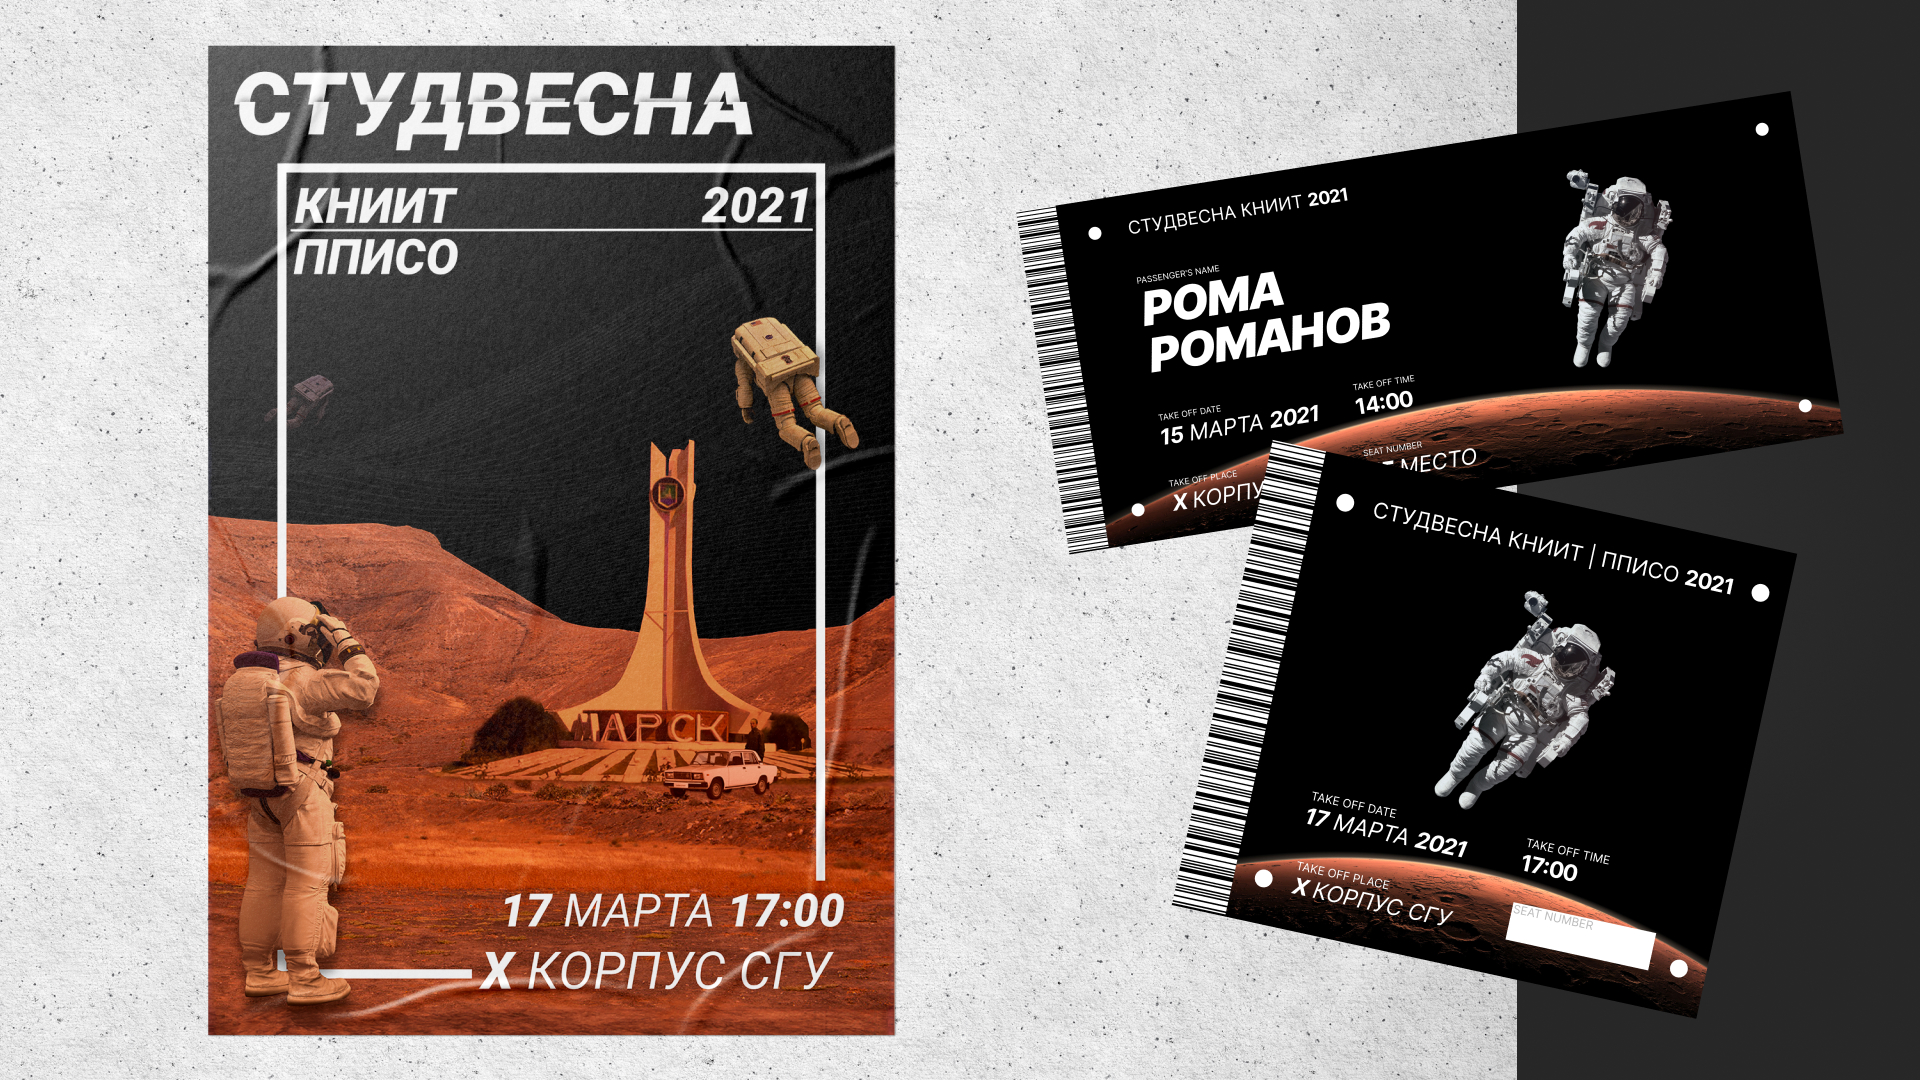 СТУДВЕСНА
КНИИТ 2021
ППИСО
АРСК
17 МАРТА 17:00
X КОРПУС СГУ
СТУДВЕСНА КНИИТ 2021
PASSENGER'S NAME
РОМА
РОМАНОВ
TAKE OFF DATE
15 МАРТА 2021
TAKE OFF TIME
14:00
TAKE OFF PLACE
X КОРПУ
SEAT NUMBER
МЕСТО
СТУДВЕСНА КНИИТ | ППИСО 2021
TAKE OFF DATE
17 МАРТА 2021
TAKE OFF TIME
17:00
TAKE OFF PLACE
X КОРПУС СГУ
SEAT NUMBER